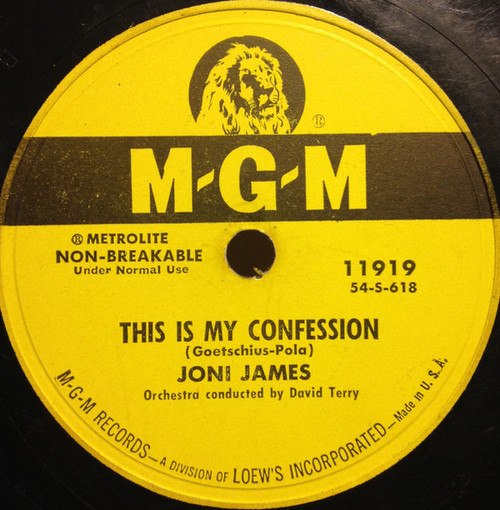 ®
M-G-M
® METROLITE
NON-BREAKABLE
Under Normal Use
11919
54-S-618
THIS IS MY CONFESSION
(Goetschius-Pola)
JONI JAMES
Orchestra conducted by David Terry
M-G-M RECORDS—A DIVISION OF LOEW'S INCORPORATED—Made in U. S. A.